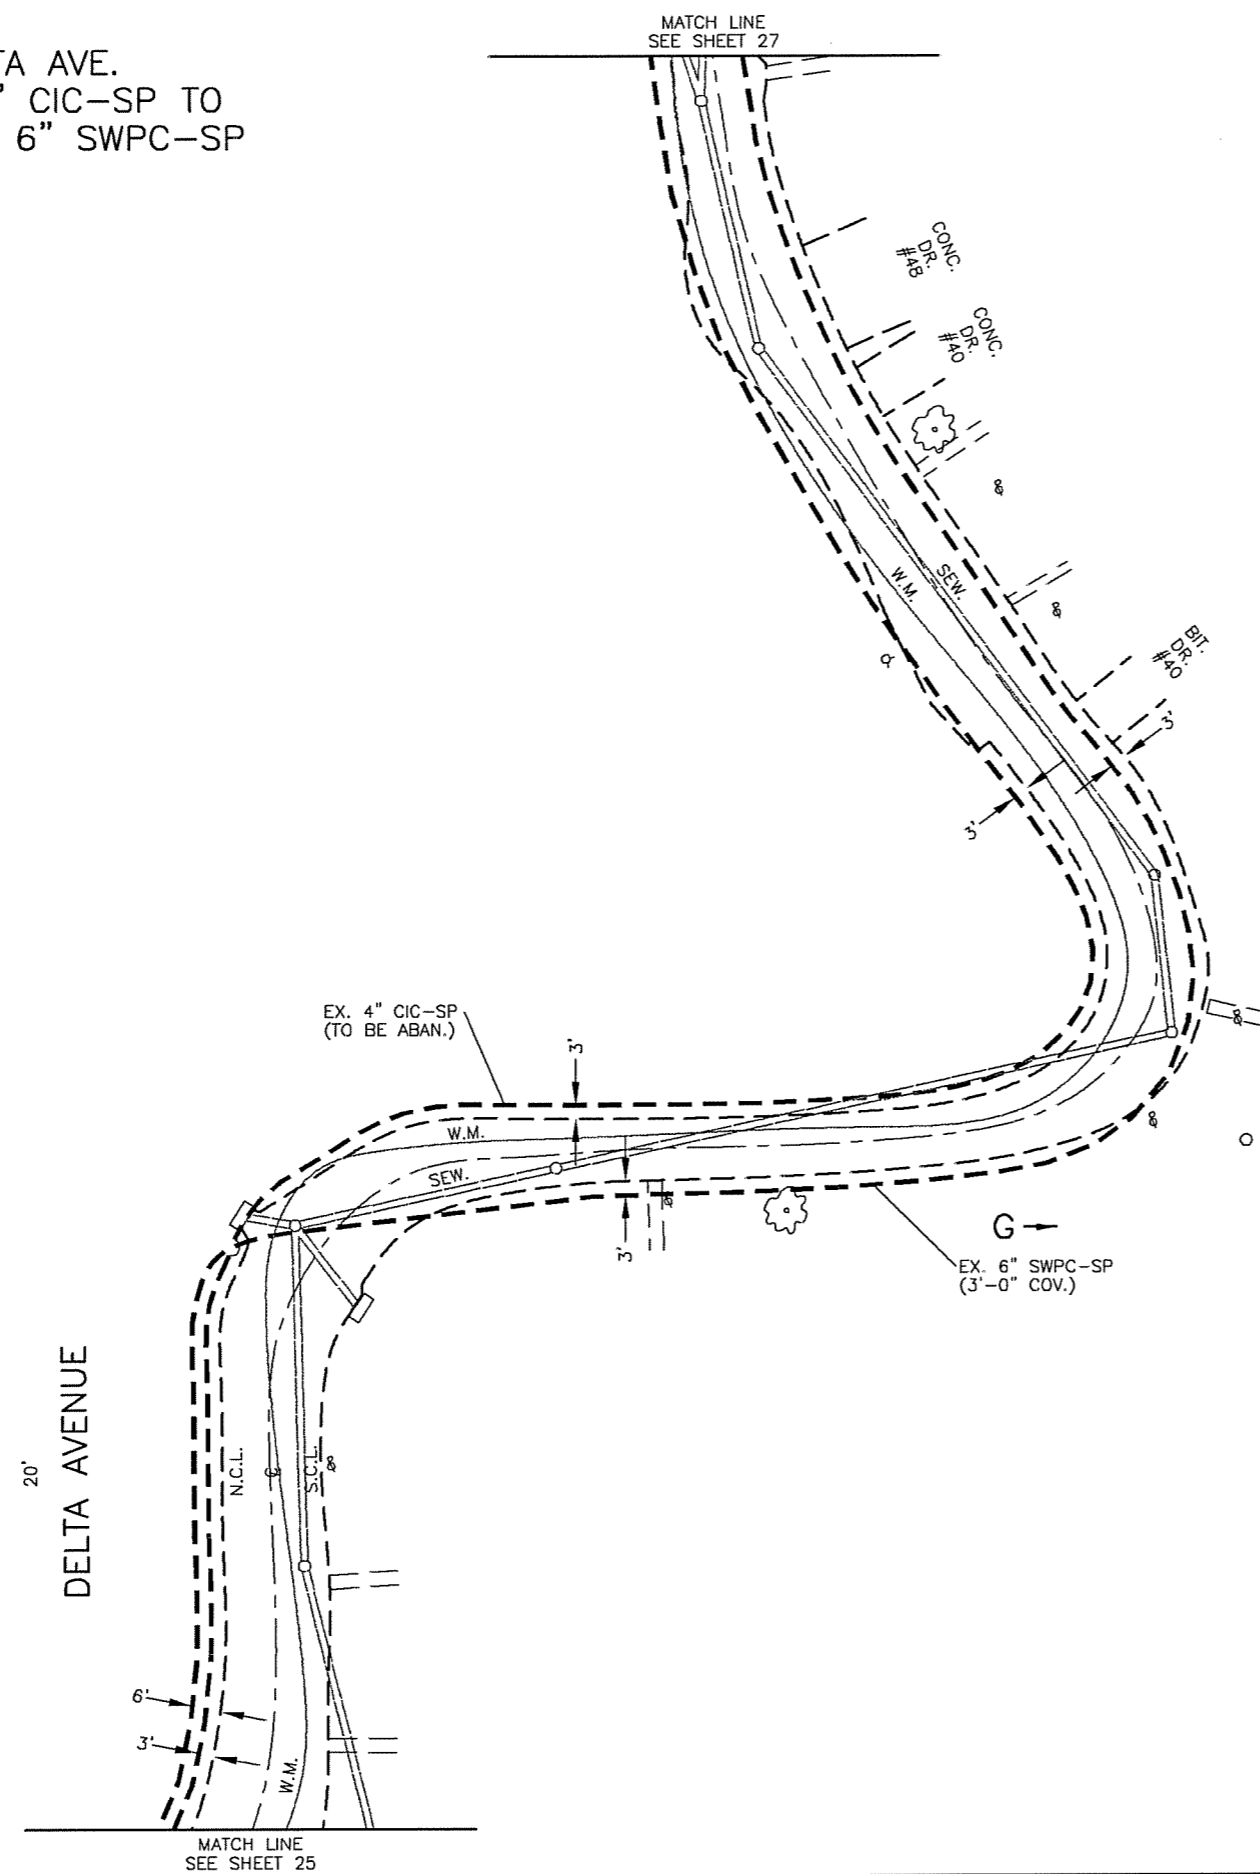 TA AVE.
" CIC-SP TO
6" SWPC-SP
MATCH LINE
SEE SHEET 27
CONC.
DR.
#48
CONC.
DR.
#40
SEW.
W.M.
BIT.
DR.
#40
3'
3'
EX. 4" CIC-SP
(TO BE ABAN.)
3'
W.M.
SEW.
3'
G
EX. 6" SWPC-SP
(3'-0" COV.)
20'
DELTA AVENUE
N.C.L.
℄
S.C.L.
6'
3'
W.M.
MATCH LINE
SEE SHEET 25